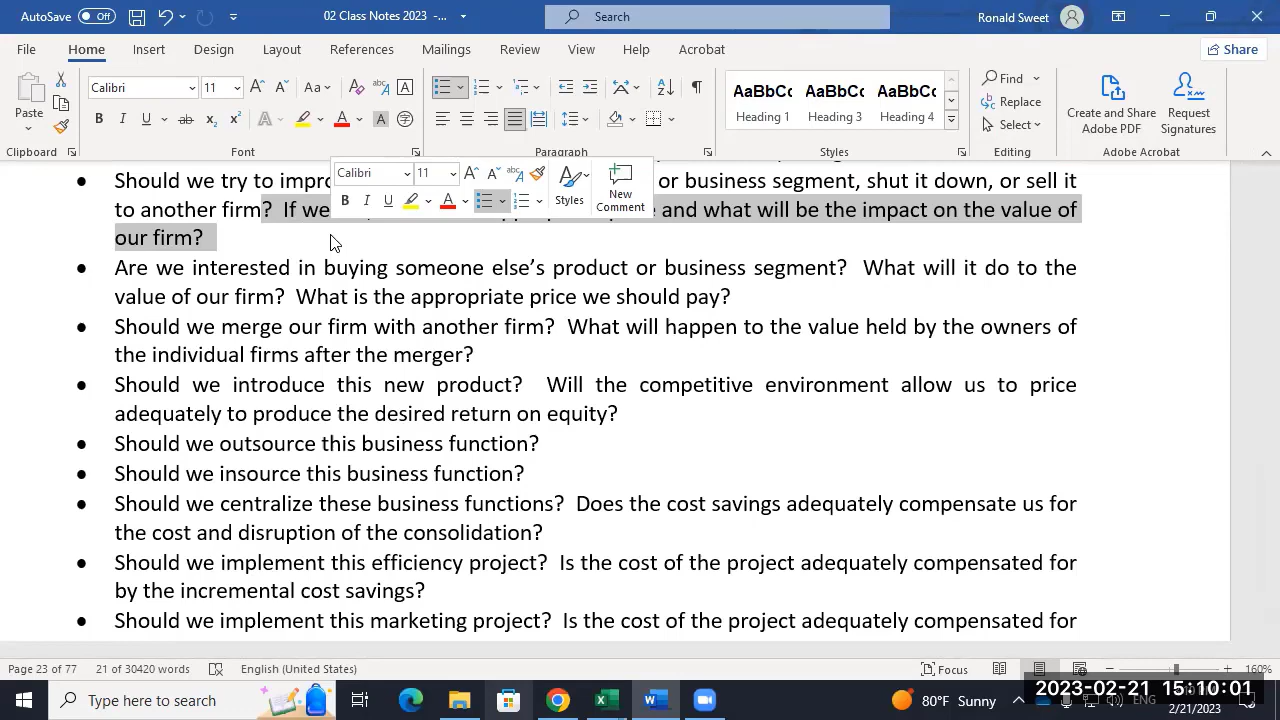 AutoSave Off 02 Class Notes 2023 -... Search Ronald Sweet
File Home Insert Design Layout References Mailings Review View Help Acrobat Share
Paste Calibri 11 Find Replace Select
AaBbCc AaBbCc AaBbCc
Heading 1 Heading 3 Heading 4
Create and Share Adobe PDF Request Signatures
Clipboard Font Paragraph Styles Editing Adobe Acrobat
Calibri 11 Styles New Comment
• Should we try to impro or business segment, shut it down, or sell it
to another firm? If we and what will be the impact on the value of
our firm?
• Are we interested in buying someone else’s product or business segment? What will it do to the
value of our firm? What is the appropriate price we should pay?
• Should we merge our firm with another firm? What will happen to the value held by the owners of
the individual firms after the merger?
• Should we introduce this new product? Will the competitive environment allow us to price
adequately to produce the desired return on equity?
• Should we outsource this business function?
• Should we insource this business function?
• Should we centralize these business functions? Does the cost savings adequately compensate us for
the cost and disruption of the consolidation?
• Should we implement this efficiency project? Is the cost of the project adequately compensated for
by the incremental cost savings?
• Should we implement this marketing project? Is the cost of the project adequately compensated for
Page 23 of 77 21 of 30420 words English (United States) Focus 160%
Type here to search 80°F Sunny ENG
2023-02-21 15:10:01
2/21/2023